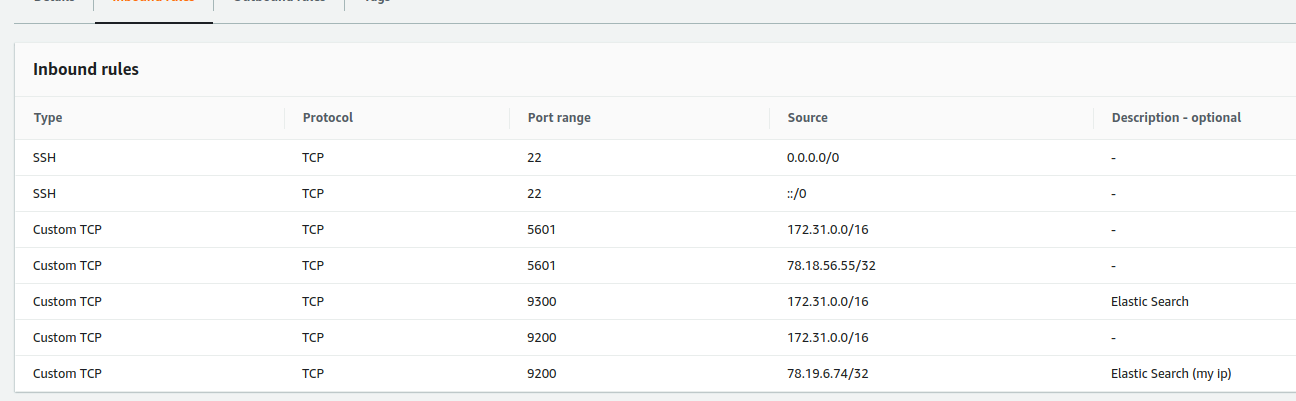 Details Inbound rules Outbound rules Tags
Inbound rules
Type Protocol Port range Source Description - optional
SSH TCP 22 0.0.0.0/0 -
SSH TCP 22 ::/0 -
Custom TCP TCP 5601 172.31.0.0/16 -
Custom TCP TCP 5601 78.18.56.55/32 -
Custom TCP TCP 9300 172.31.0.0/16 Elastic Search
Custom TCP TCP 9200 172.31.0.0/16 -
Custom TCP TCP 9200 78.19.6.74/32 Elastic Search (my ip)